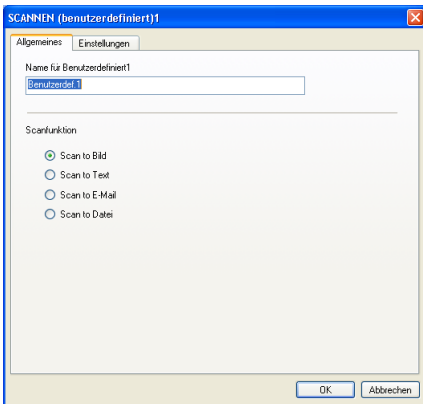 SCANNEN (benutzerdefiniert)1
Allgemeines Einstellungen
Name für Benutzerdefiniert1
Benutzerdef.1
Scanfunktion
Scan to Bild
Scan to Text
Scan to E-Mail
Scan to Datei
OK Abbrechen